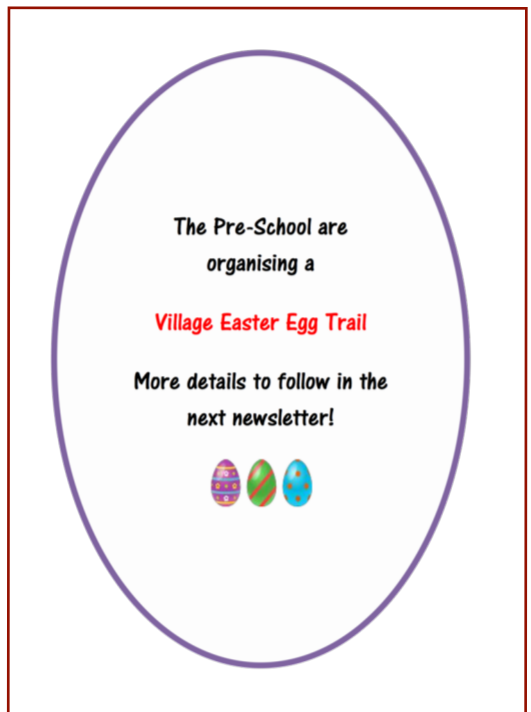 The Pre-School are
organising a
Village Easter Egg Trail
More details to follow in the
next newsletter!